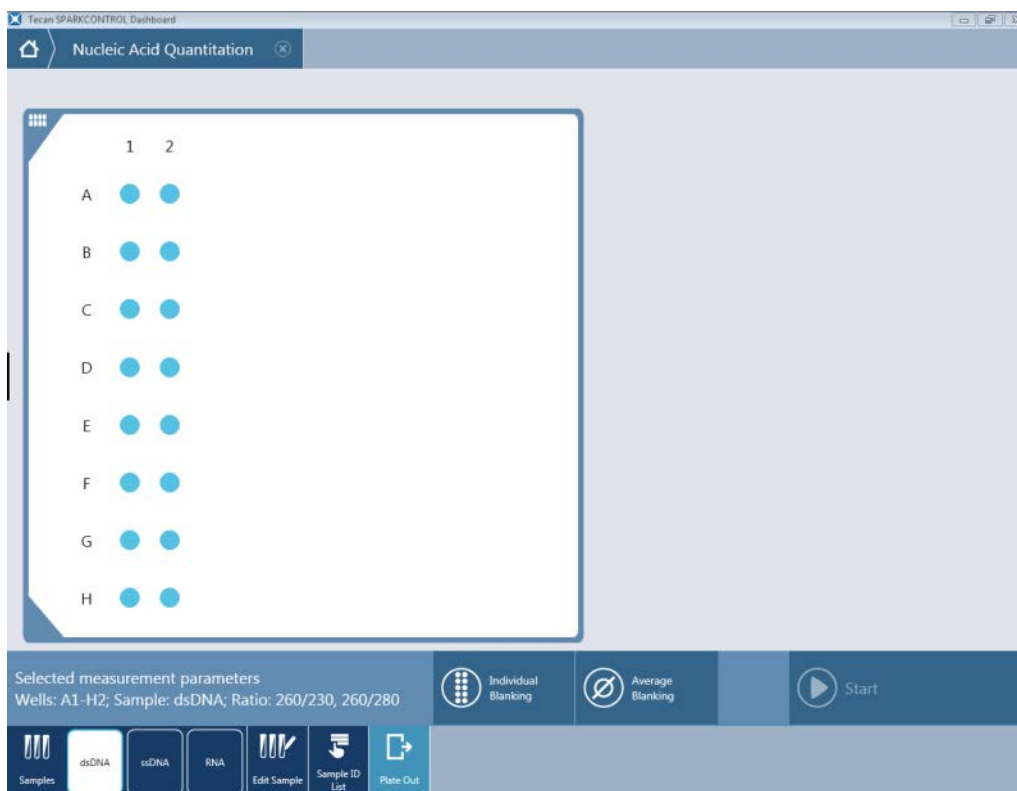 Tecan SPARKCONTROL Dashboard
Nucleic Acid Quantitation
1 2
A
B
C
D
E
F
G
H
Selected measurement parameters
Wells: A1-H2; Sample: dsDNA; Ratio: 260/230, 260/280
Individual
Blanking
Average
Blanking
Start
Samples
dsDNA
ssDNA
RNA
Edit Sample
Sample ID
List
Plate Out